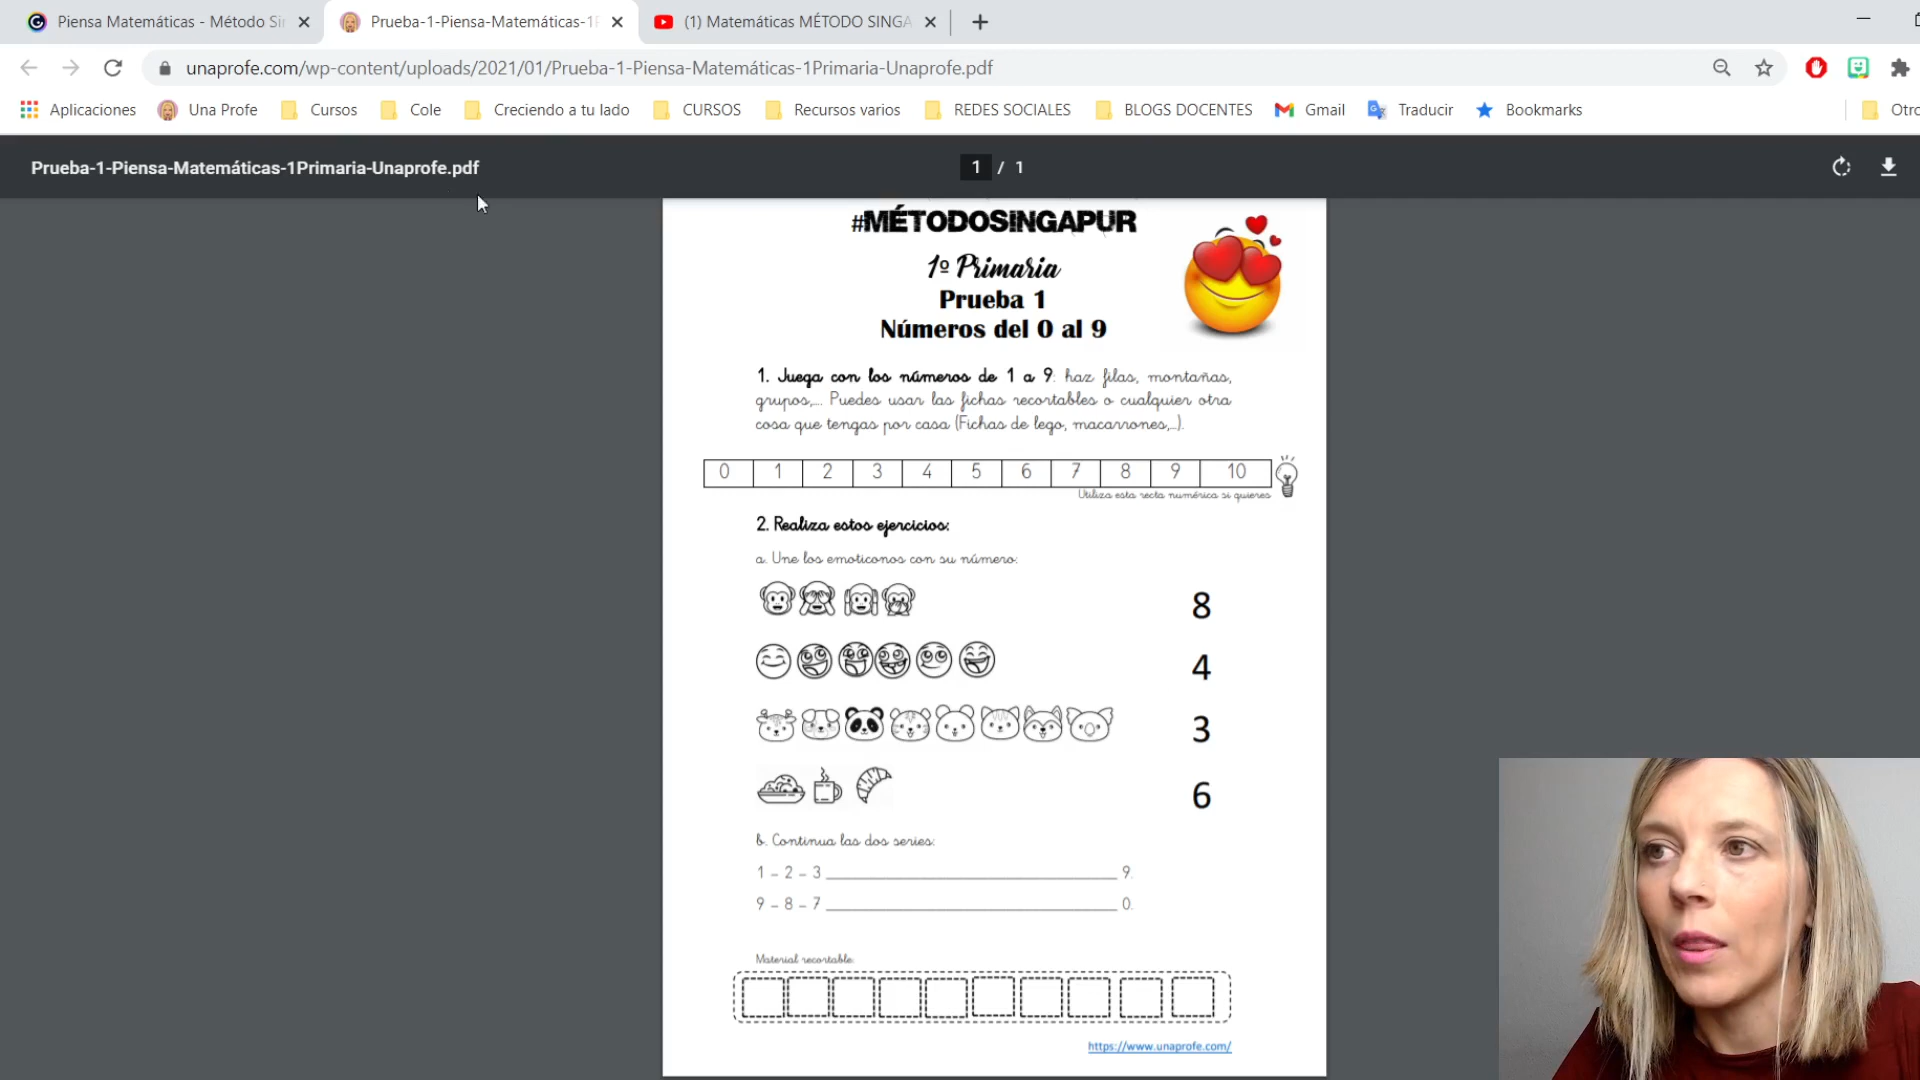 Piensa Matemáticas - Método Sin
Prueba-1-Piensa-Matemáticas-1P
(1) Matemáticas MÉTODO SINGA
unaprofe.com/wp-content/uploads/2021/01/Prueba-1-Piensa-Matemáticas-1Primaria-Unaprofe.pdf
Aplicaciones Una Profe Cursos Cole Creciendo a tu lado CURSOS Recursos varios REDES SOCIALES BLOGS DOCENTES Gmail Traducir Bookmarks Otro
Prueba-1-Piensa-Matemáticas-1Primaria-Unaprofe.pdf 1 / 1
#MÉTODOSINGAPUR
1º Primaria
Prueba 1
Números del 0 al 9
1. Juega con los números de 1 a 9: haz filas, montañas,
grupos,... Puedes usar las fichas recortables o cualquier otra
cosa que tengas por casa (Fichas de lego, macarrones,...).
0 1 2 3 4 5 6 7 8 9 10
Utiliza esta recta numérica si quieres
2. Realiza estos ejercicios:
a. Une los emoticonos con su número:
8
4
3
6
b. Continua las dos series:
1 - 2 - 3 ______________________ 9.
9 - 8 - 7 ______________________ 0.
Material recortable:
https://www.unaprofe.com/